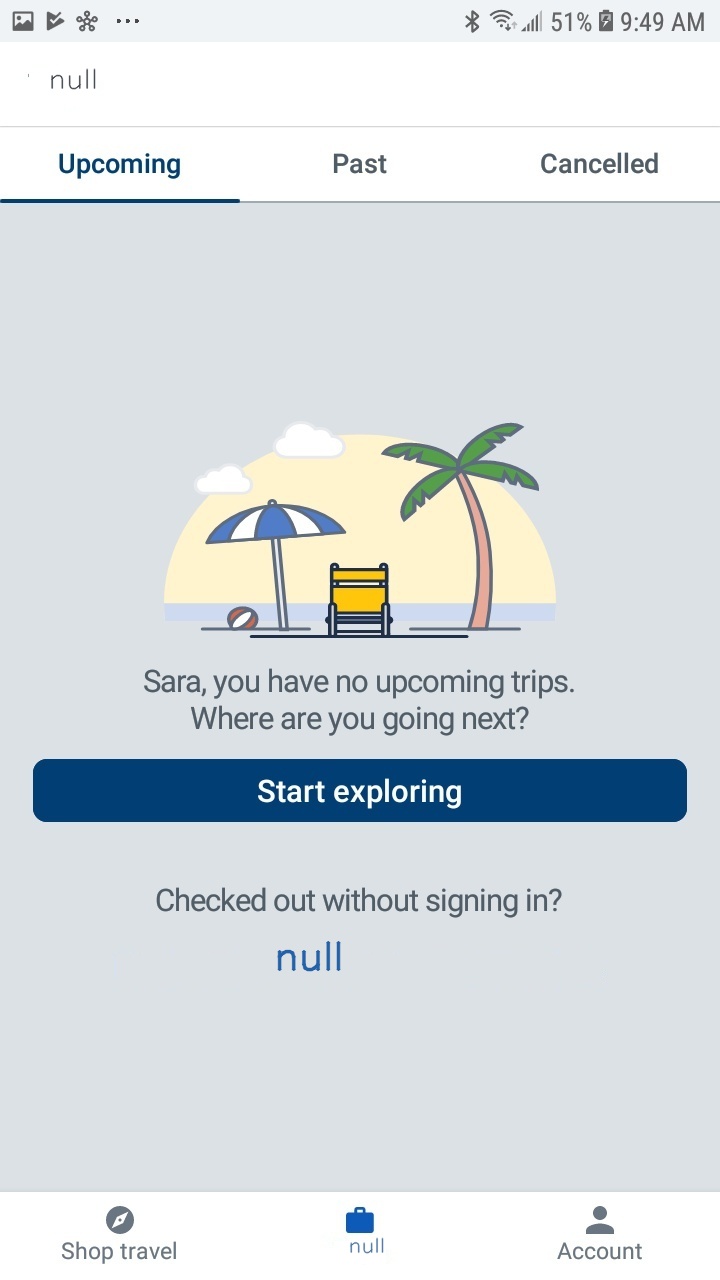 51% 9:49 AM
null
Upcoming Past Cancelled
Sara, you have no upcoming trips.
Where are you going next?
Start exploring
Checked out without signing in?
null
Shop travel null Account